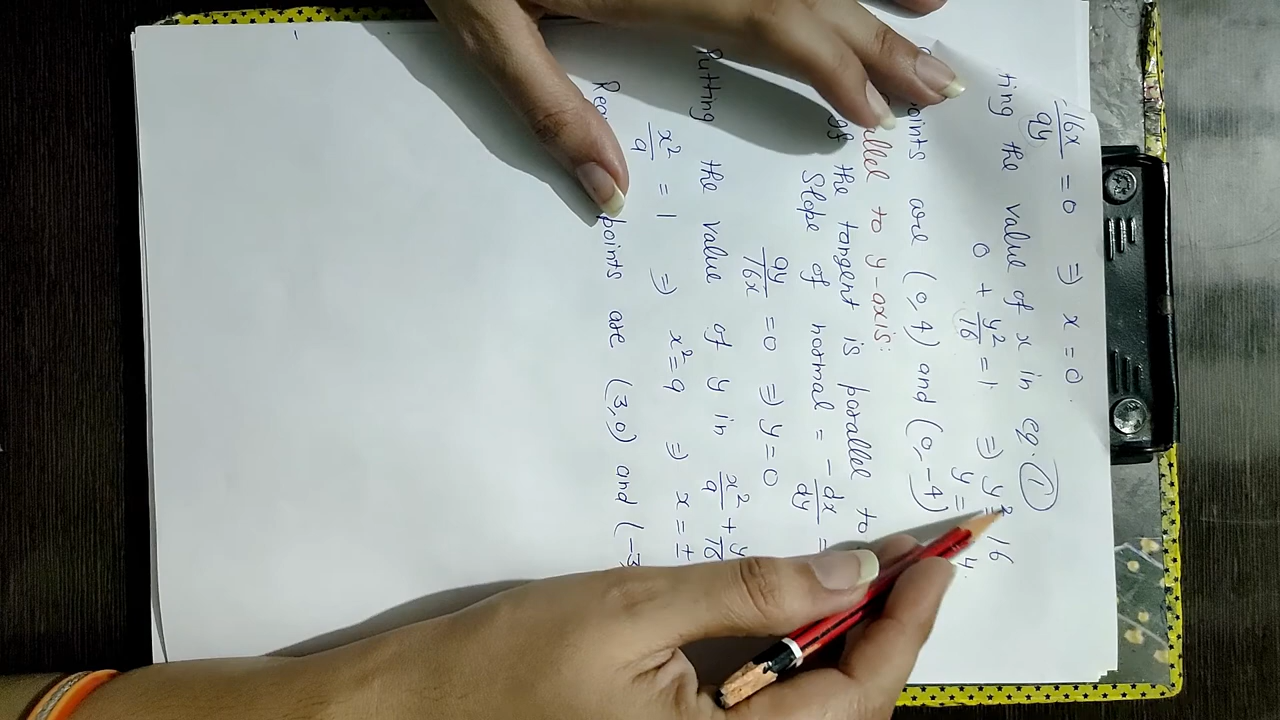 -16x/9y = 0 ⇒ x = 0.
ting the value of x in eq. ①
0 + y²/16 = 1 ⇒ y² = 16
y = 4.
points are (0, 4) and (0, -4)
allel to y-axis:
If the tangent is parallel to
Slope of normal = - dx/dy =
9y/16x = 0 ⇒ y = 0
Putting the value of y in x²/9 + y/16
x²/9 = 1 ⇒ x² = 9 ⇒ x = ±
points are (3, 0) and (-3